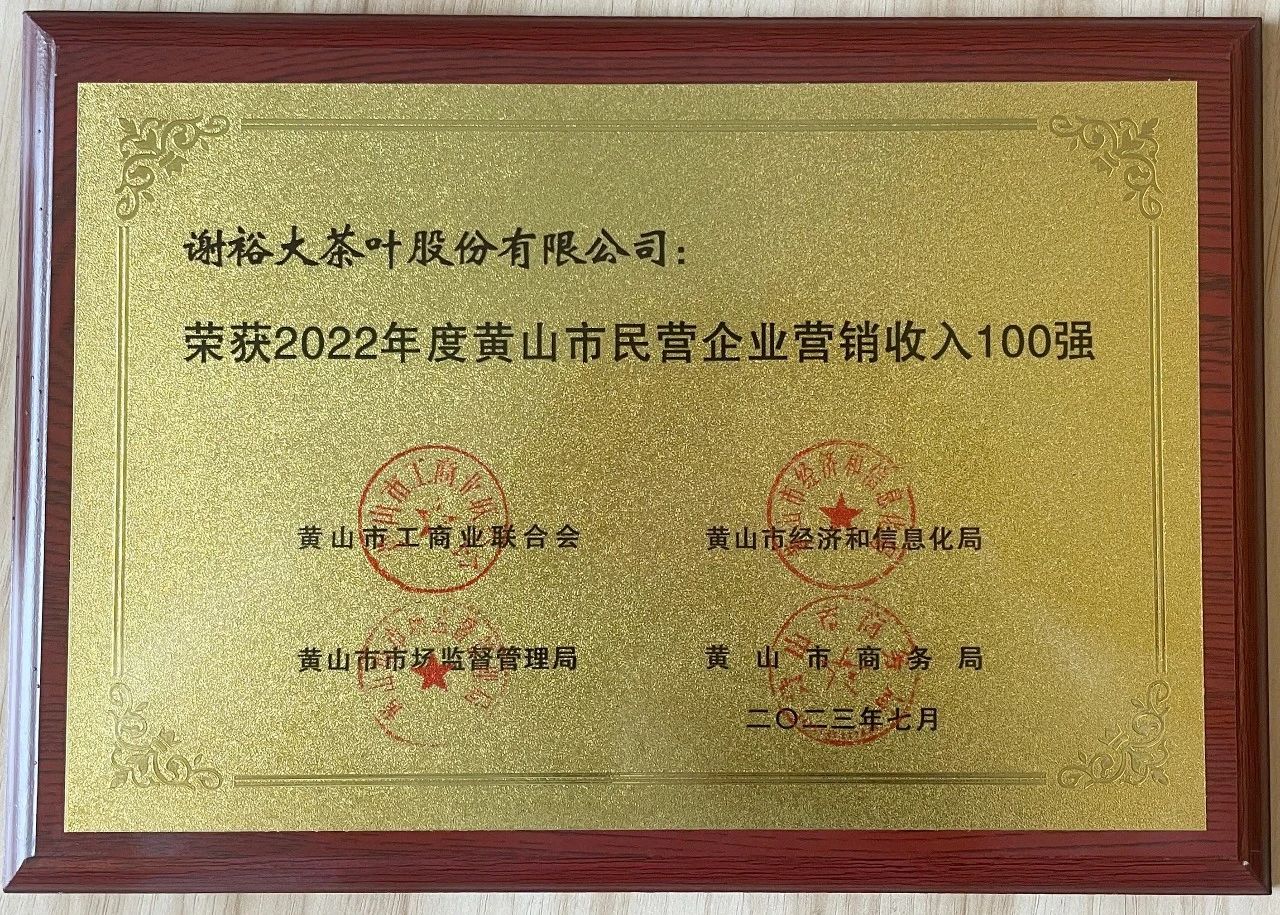 谢裕大茶叶股份有限公司：
荣获2022年度黄山市民营企业营销收入100强
黄山市工商业联合会
黄山市经济和信息化局
黄山市市场监督管理局
黄山市商务局
二〇二三年七月